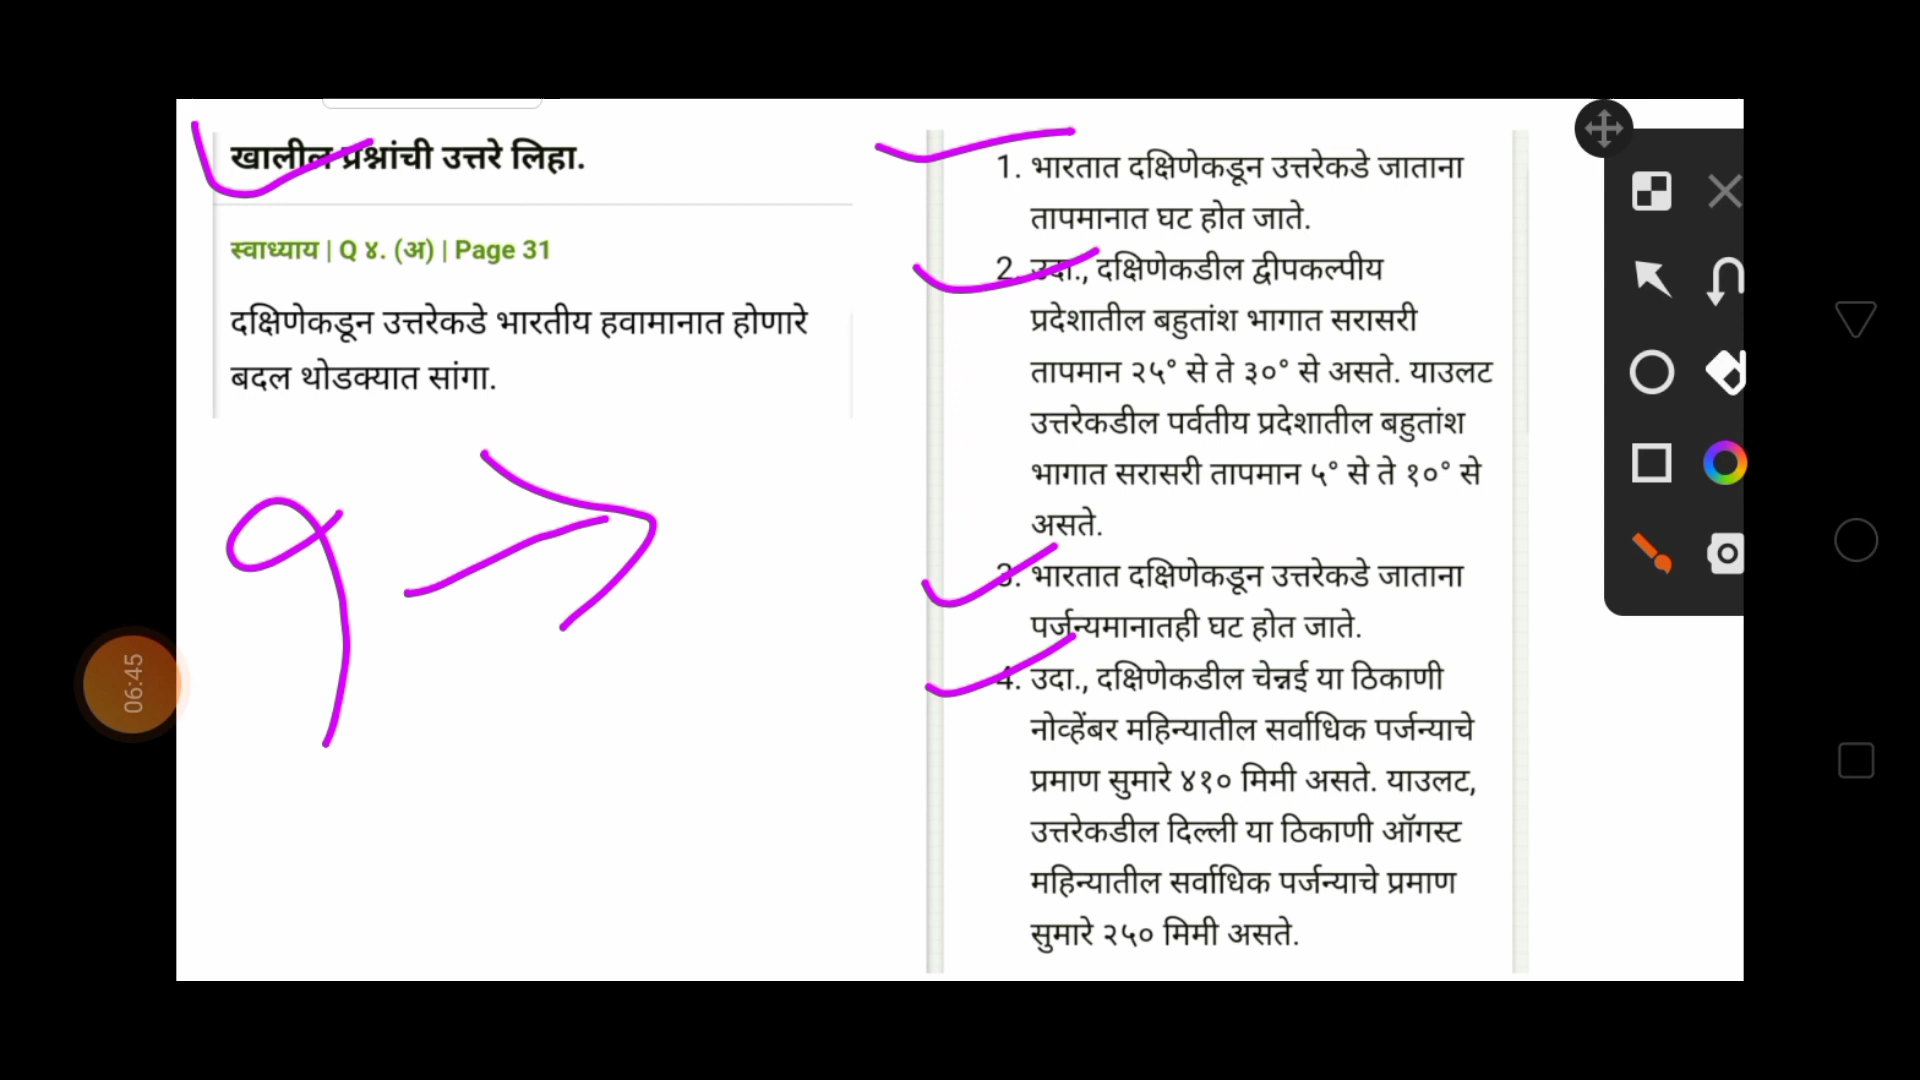 खालील प्रश्नांची उत्तरे लिहा.
स्वाध्याय | Q ४. (अ) | Page 31
दक्षिणेकडून उत्तरेकडे भारतीय हवामानात होणारे
बदल थोडक्यात सांगा.
१
1. भारतात दक्षिणेकडून उत्तरेकडे जाताना
तापमानात घट होत जाते.
2. उदा., दक्षिणेकडील द्वीपकल्पीय
प्रदेशातील बहुतांश भागात सरासरी
तापमान २५° से ते ३०° से असते. याउलट
उत्तरेकडील पर्वतीय प्रदेशातील बहुतांश
भागात सरासरी तापमान ५° से ते १०° से
असते.
3. भारतात दक्षिणेकडून उत्तरेकडे जाताना
पर्जन्यमानातही घट होत जाते.
4. उदा., दक्षिणेकडील चेन्नई या ठिकाणी
नोव्हेंबर महिन्यातील सर्वाधिक पर्जन्याचे
प्रमाण सुमारे ४१० मिमी असते. याउलट,
उत्तरेकडील दिल्ली या ठिकाणी ऑगस्ट
महिन्यातील सर्वाधिक पर्जन्याचे प्रमाण
सुमारे २५० मिमी असते.
06:45